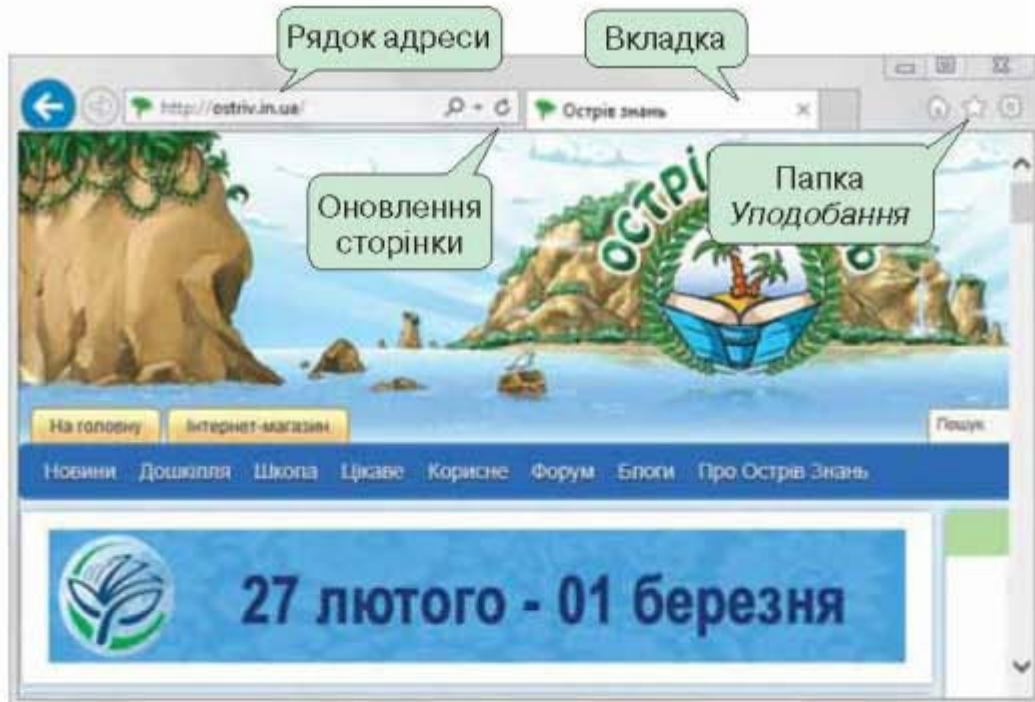 Рядок адреси
Вкладка
http://ostriv.in.ua/
Острів знань
Оновлення
сторінки
Папка
Уподобання
ОСТРІ
На головну
Інтернет-магазин
Пошук
Новини Дошкілля Школа Цікаве Корисне Форум Блоги Про Острів Знань
27 лютого - 01 березня